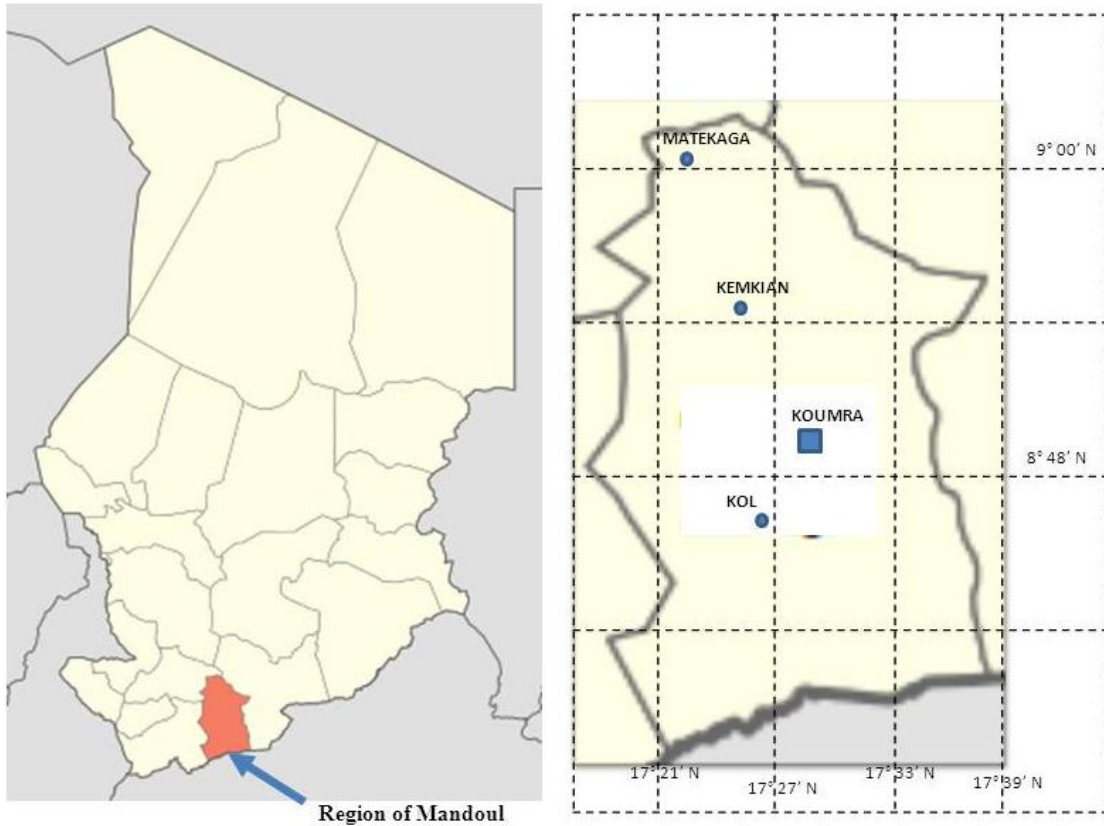 Region of Mandoul
MATEKAGA
9° 00’ N
KEMKIAN
KOUMRA
8° 48’ N
KOL
17° 21’ N
17° 27’ N
17° 33’ N
17° 39’ N